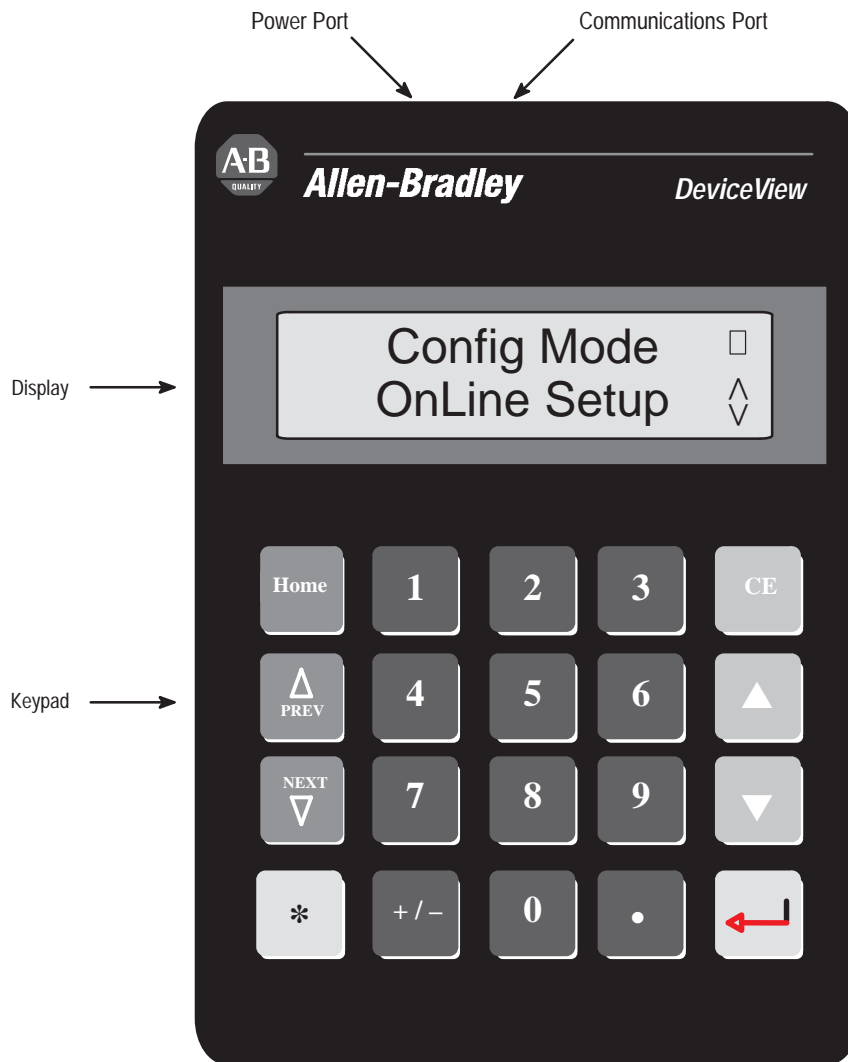 Power Port Communications Port
A-B
QUALITY
Allen-Bradley DeviceView
Config Mode
OnLine Setup
Display
Home 1 2 3 CE
PREV 4 5 6
Keypad
NEXT 7 8 9
* + / – 0 .